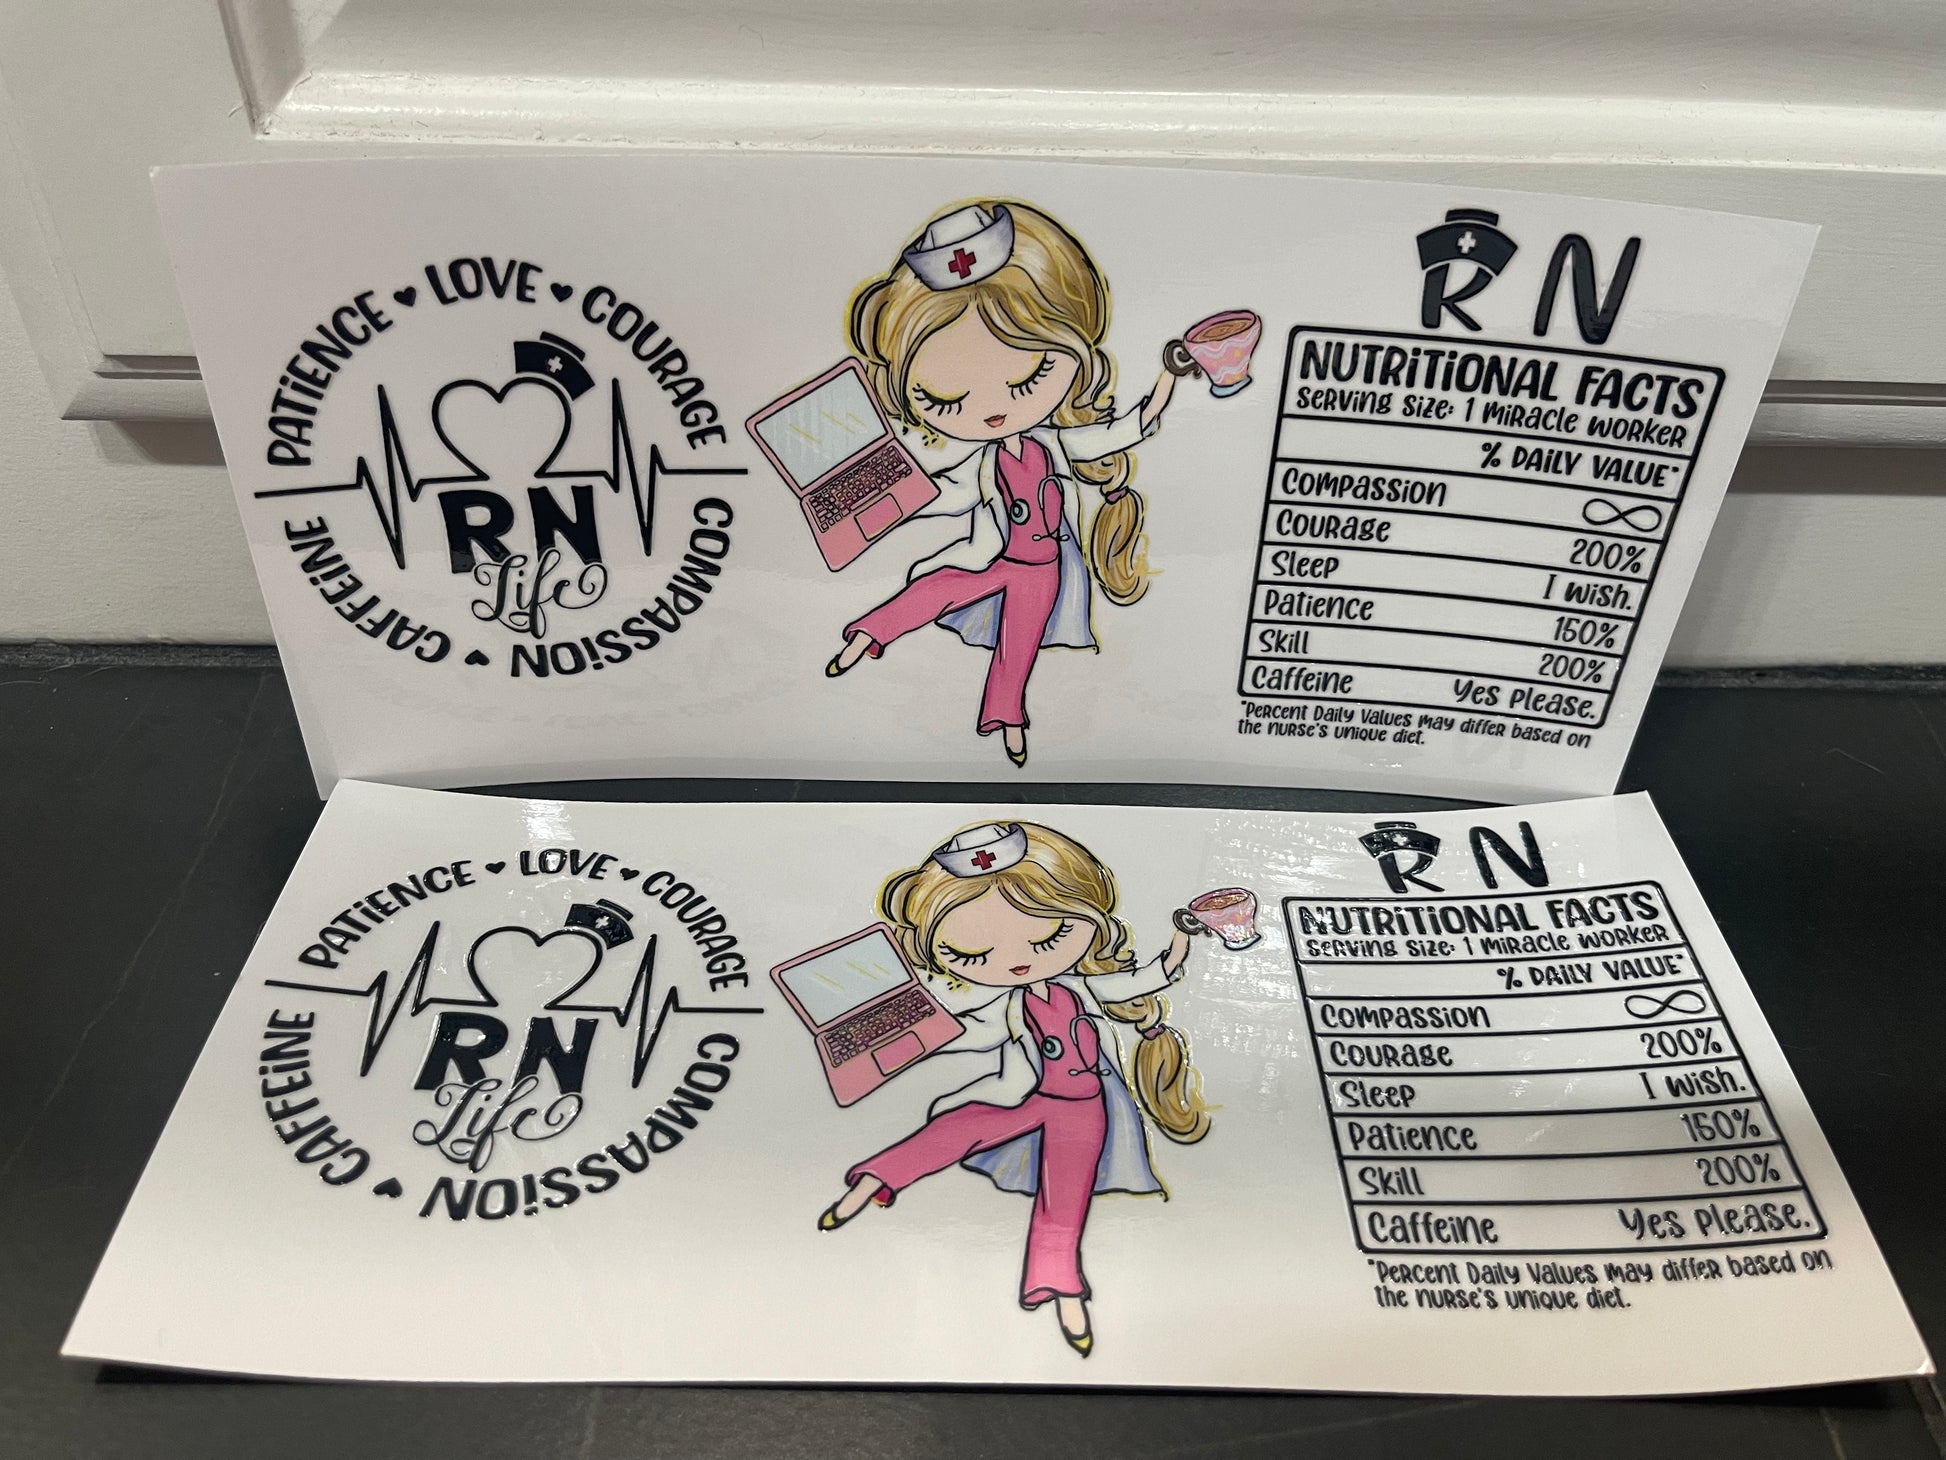 PATiENCE ♥ LOVE ♥ COURAGE
COMPASSiON ♥ CAFFEiNE
RN
Life
RN
NUTRiTiONAL FACTS
Serving Size: 1 Miracle Worker
% DAiLY VALUE*
Compassion ∞
Courage 200%
Sleep I wish.
Patience 150%
Skill 200%
Caffeine Yes Please.
*Percent Daily Values may differ based on
the nurse's unique diet.
PATiENCE ♥ LOVE ♥ COURAGE
COMPASSiON ♥ CAFFEiNE
RN
Life
RN
NUTRiTiONAL FACTS
Serving Size: 1 Miracle Worker
% DAiLY VALUE*
Compassion ∞
Courage 200%
Sleep I wish.
Patience 150%
Skill 200%
Caffeine Yes Please.
*Percent Daily Values may differ based on
the nurse's unique diet.